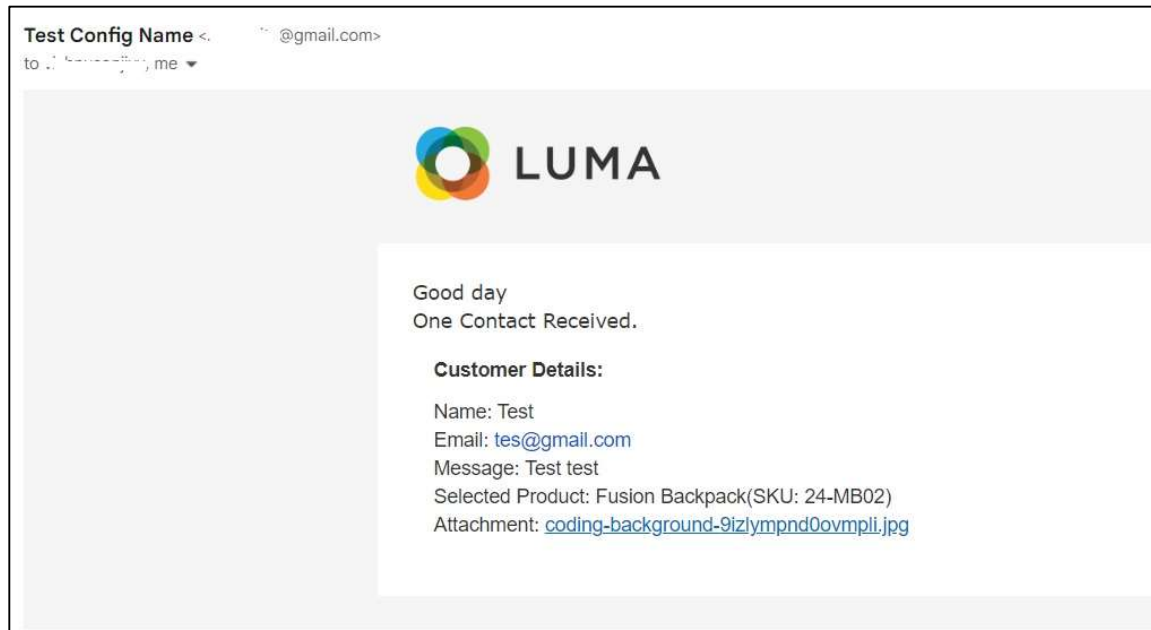 Test Config Name < @gmail.com>
to , me
LUMA
Good day
One Contact Received.
Customer Details:
Name: Test
Email: tes@gmail.com
Message: Test test
Selected Product: Fusion Backpack(SKU: 24-MB02)
Attachment: coding-background-9izlympnd0ovmpli.jpg